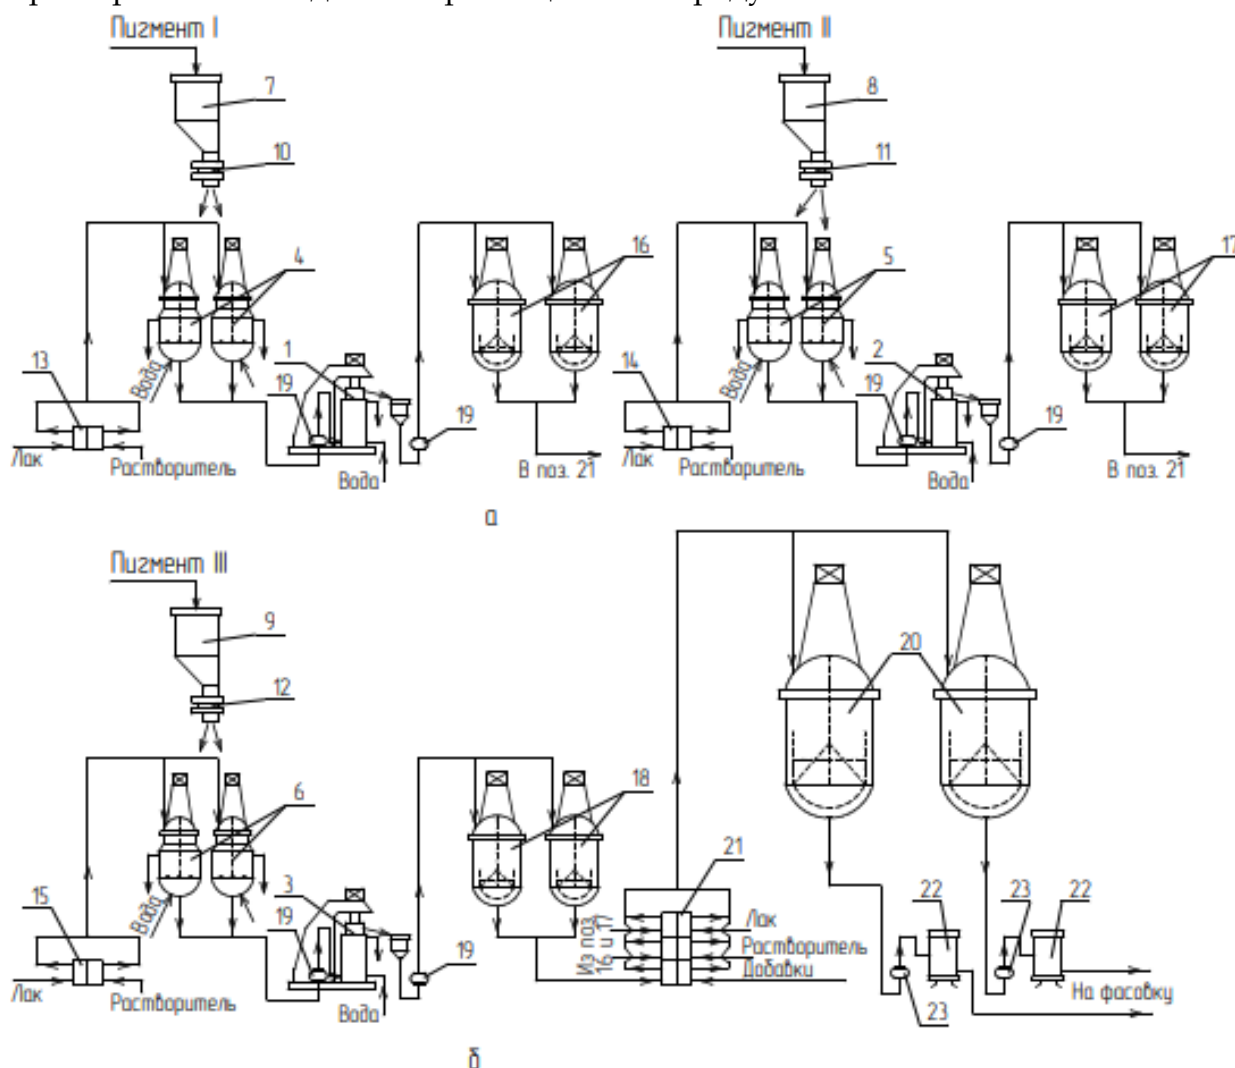 Пигмент I
Пигмент II
7
8
10
11
4
16
5
17
13
1
14
2
Вода
19
19
Вода
19
19
Лак
Растворитель
Вода
В поз. 21
Лак
Растворитель
Вода
В поз. 21
а
Пигмент III
9
12
20
6
18
21
15
3
22
23
22
Вода
19
19
Из поз.
16 и 17
Лак
Растворитель
Добавки
Лак
Растворитель
Вода
23
На фасовку
б